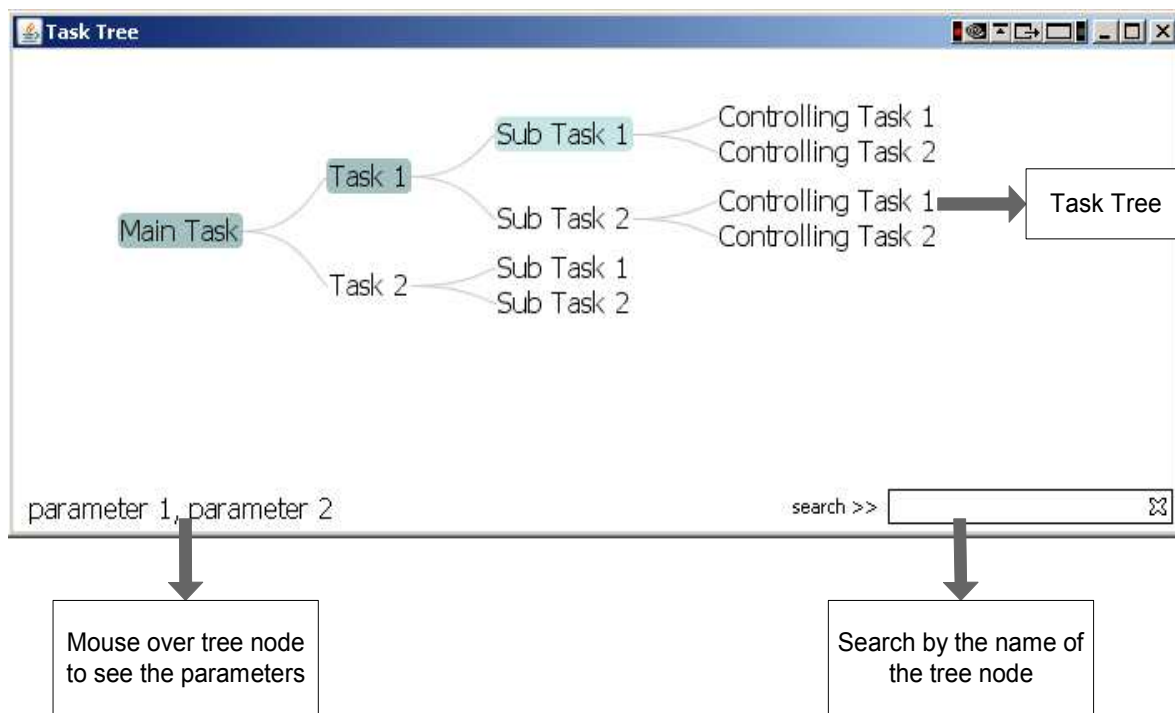 Task Tree
Controlling Task 1
Sub Task 1
Controlling Task 2
Task 1
Controlling Task 1
Task Tree
Sub Task 2
Controlling Task 2
Main Task
Sub Task 1
Task 2
Sub Task 2
parameter 1, parameter 2
search >>
Mouse over tree node
to see the parameters
Search by the name of
the tree node